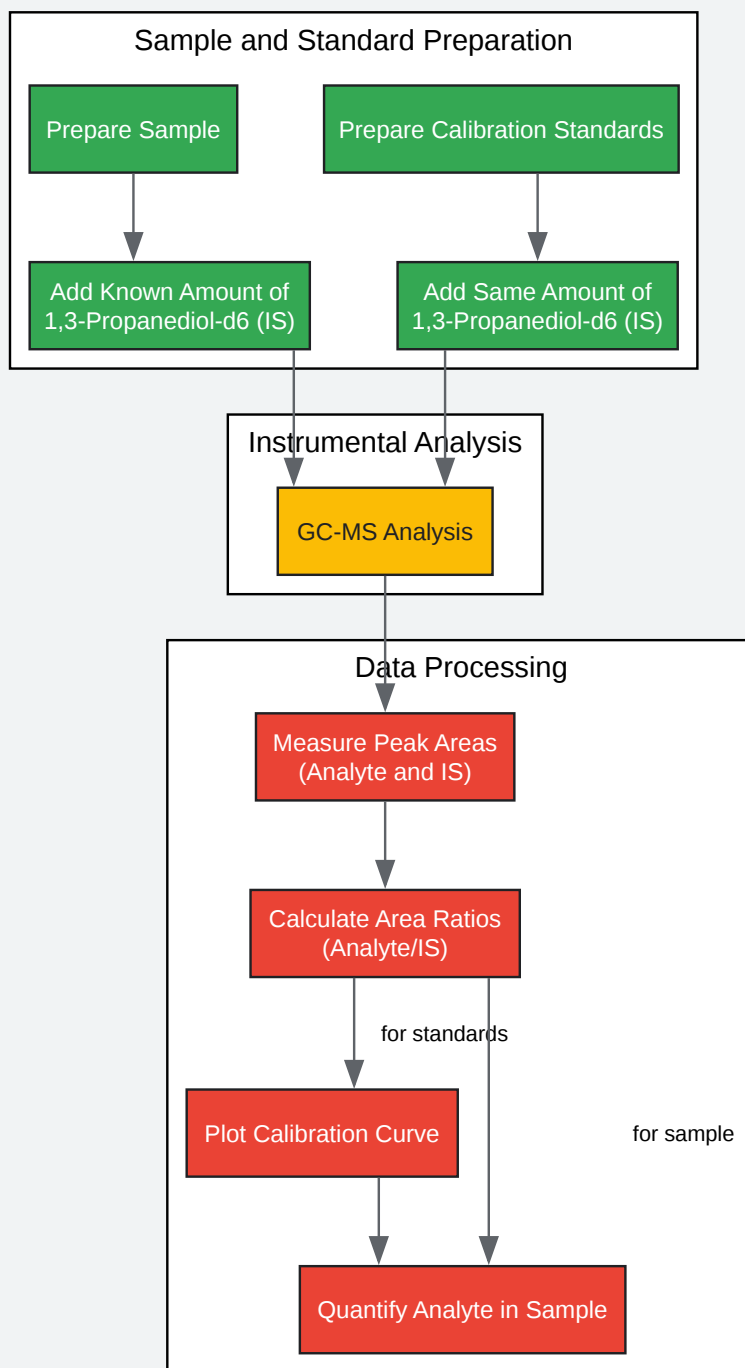 Sample and Standard Preparation
Prepare Sample
Prepare Calibration Standards
Add Known Amount of
1,3-Propanediol-d6 (IS)
Add Same Amount of
1,3-Propanediol-d6 (IS)
Instrumental Analysis
GC-MS Analysis
Data Processing
Measure Peak Areas
(Analyte and IS)
Calculate Area Ratios
(Analyte/IS)
for standards
Plot Calibration Curve
for sample
Quantify Analyte in Sample